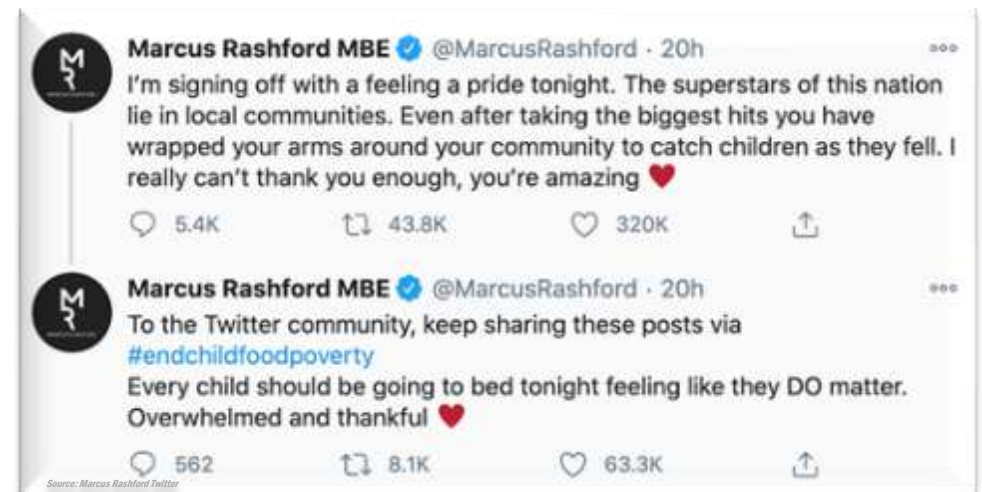 Marcus Rashford MBE @MarcusRashford · 20h
I'm signing off with a feeling a pride tonight. The superstars of this nation
lie in local communities. Even after taking the biggest hits you have
wrapped your arms around your community to catch children as they fell. I
really can't thank you enough, you're amazing ❤️
5.4K 43.8K 320K
Marcus Rashford MBE @MarcusRashford · 20h
To the Twitter community, keep sharing these posts via
#endchildfoodpoverty
Every child should be going to bed tonight feeling like they DO matter.
Overwhelmed and thankful ❤️
562 8.1K 63.3K
Source: Marcus Rashford Twitter